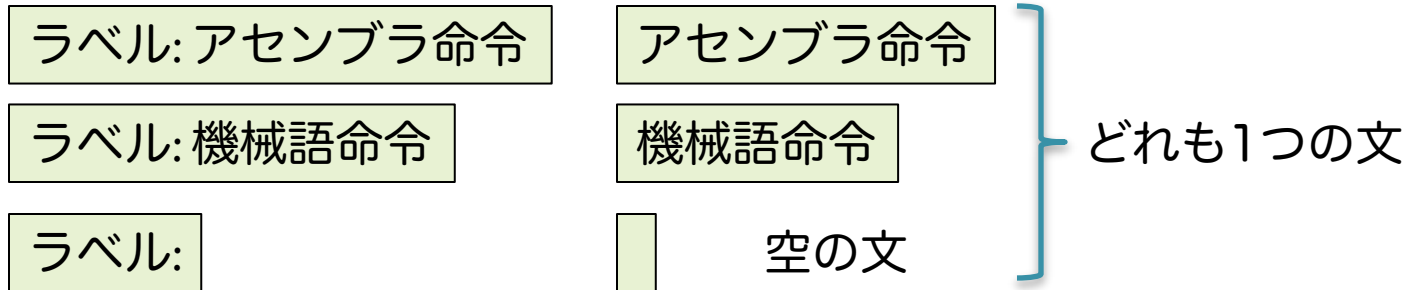 ラベル: アセンブラ命令
アセンブラ命令
ラベル: 機械語命令
機械語命令
どれも1つの文
ラベル:
空の文